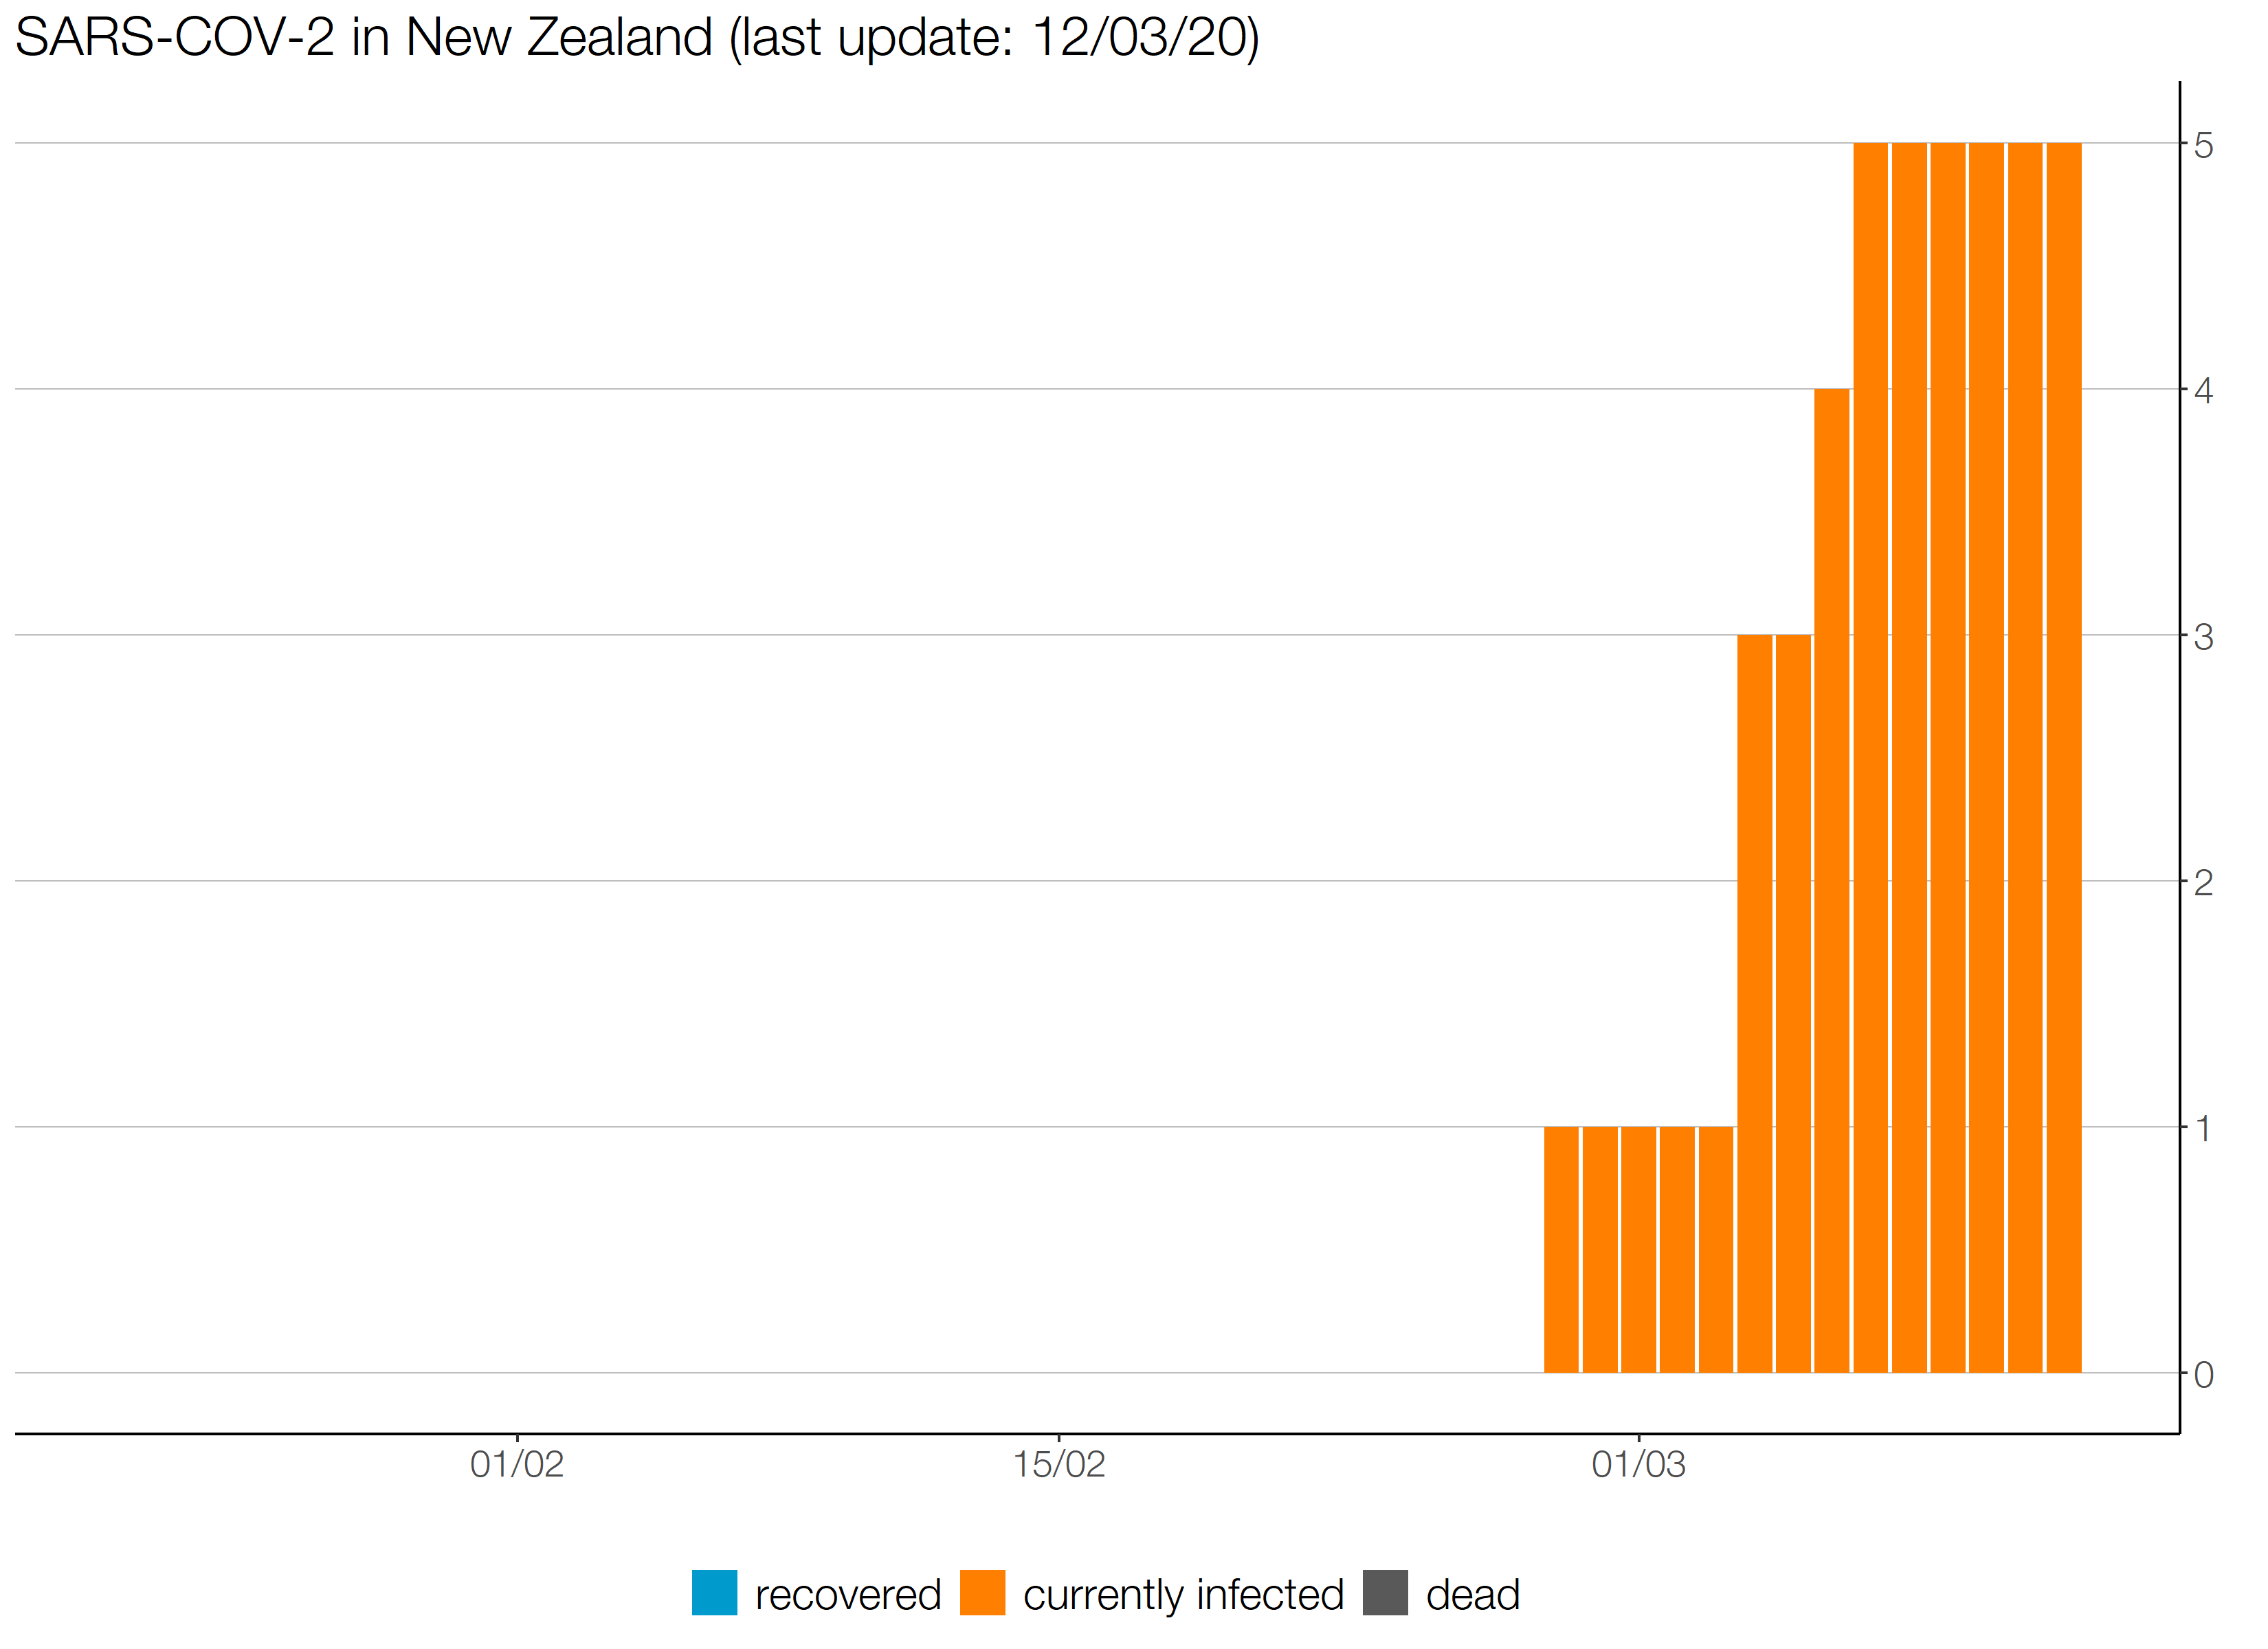 SARS-COV-2 in New Zealand (last update: 12/03/20)
5
4
3
2
1
0
01/02 15/02 01/03
recovered currently infected dead